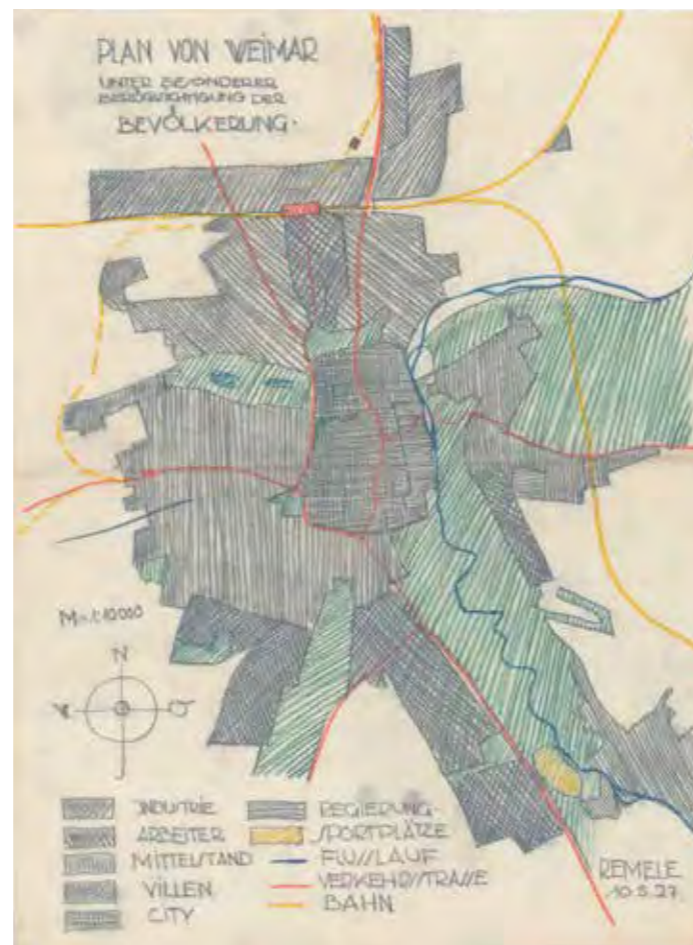 PLAN VON WEIMAR
UNTER BESONDERER
BERÜCKSICHTIGUNG DER
BEVÖLKERUNG.
M = 1:10000
N
W O
S
INDUSTRIE
ARBEITER
MITTELSTAND
VILLEN
CITY
REGIERUNG-
SPORTPLÄTZE
FLUSSLAUF
VERKEHRSSTRASSE
BAHN
REMELE
10.5.27.